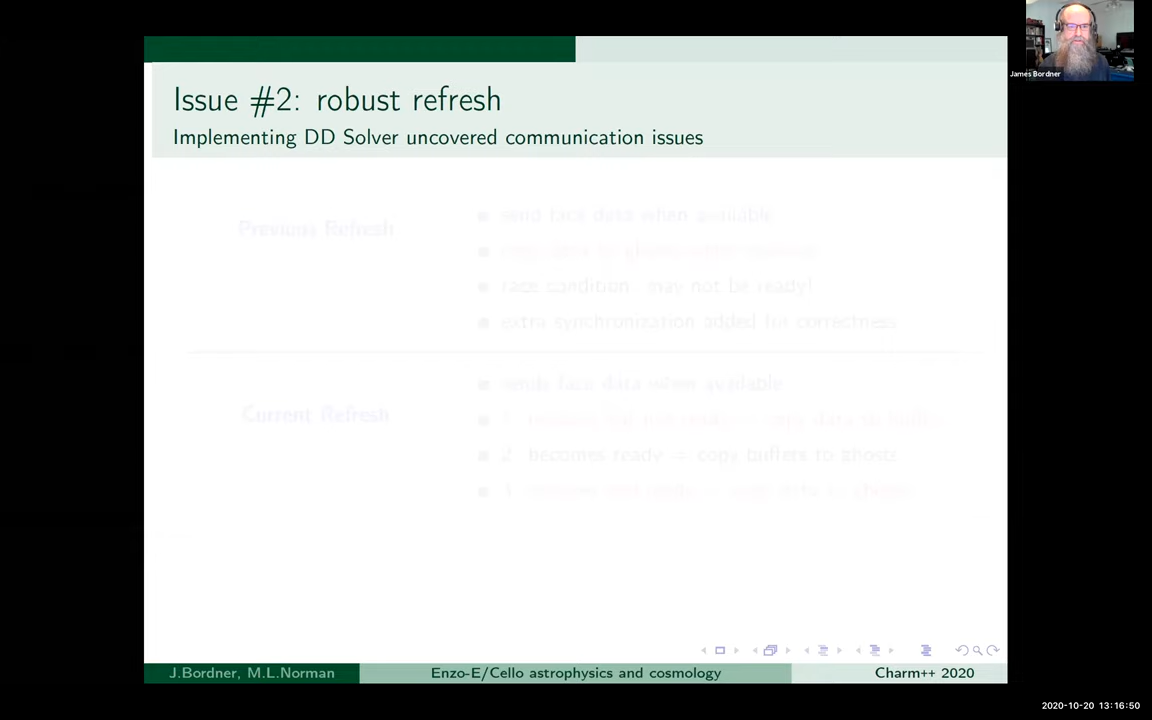 James Bordner
Issue #2: robust refresh
Implementing DD Solver uncovered communication issues
Previous Refresh
send face data when available
race condition: may not be ready!
extra synchronization added for correctness
Current Refresh
sends face data when available
2. becomes ready ⇒ copy buffers to ghosts
J.Bordner, M.L.Norman
Enzo-E/Cello astrophysics and cosmology
Charm++ 2020
2020-10-20 13:16:50